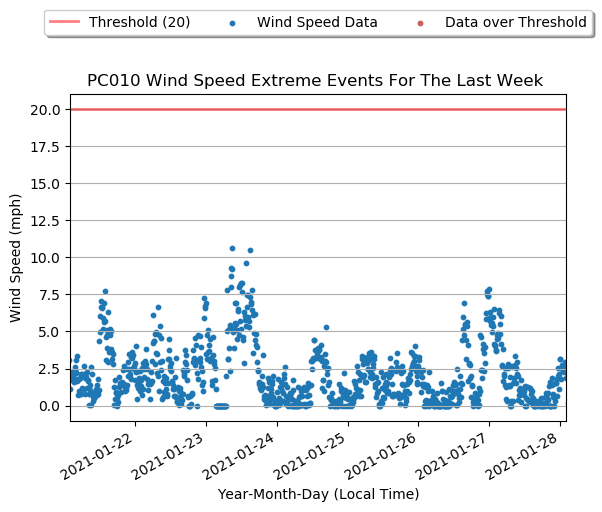 Threshold (20) Wind Speed Data Data over Threshold
PC010 Wind Speed Extreme Events For The Last Week
20.0
17.5
15.0
12.5
10.0
7.5
5.0
2.5
0.0
Wind Speed (mph)
2021-01-22 2021-01-23 2021-01-24 2021-01-25 2021-01-26 2021-01-27 2021-01-28
Year-Month-Day (Local Time)